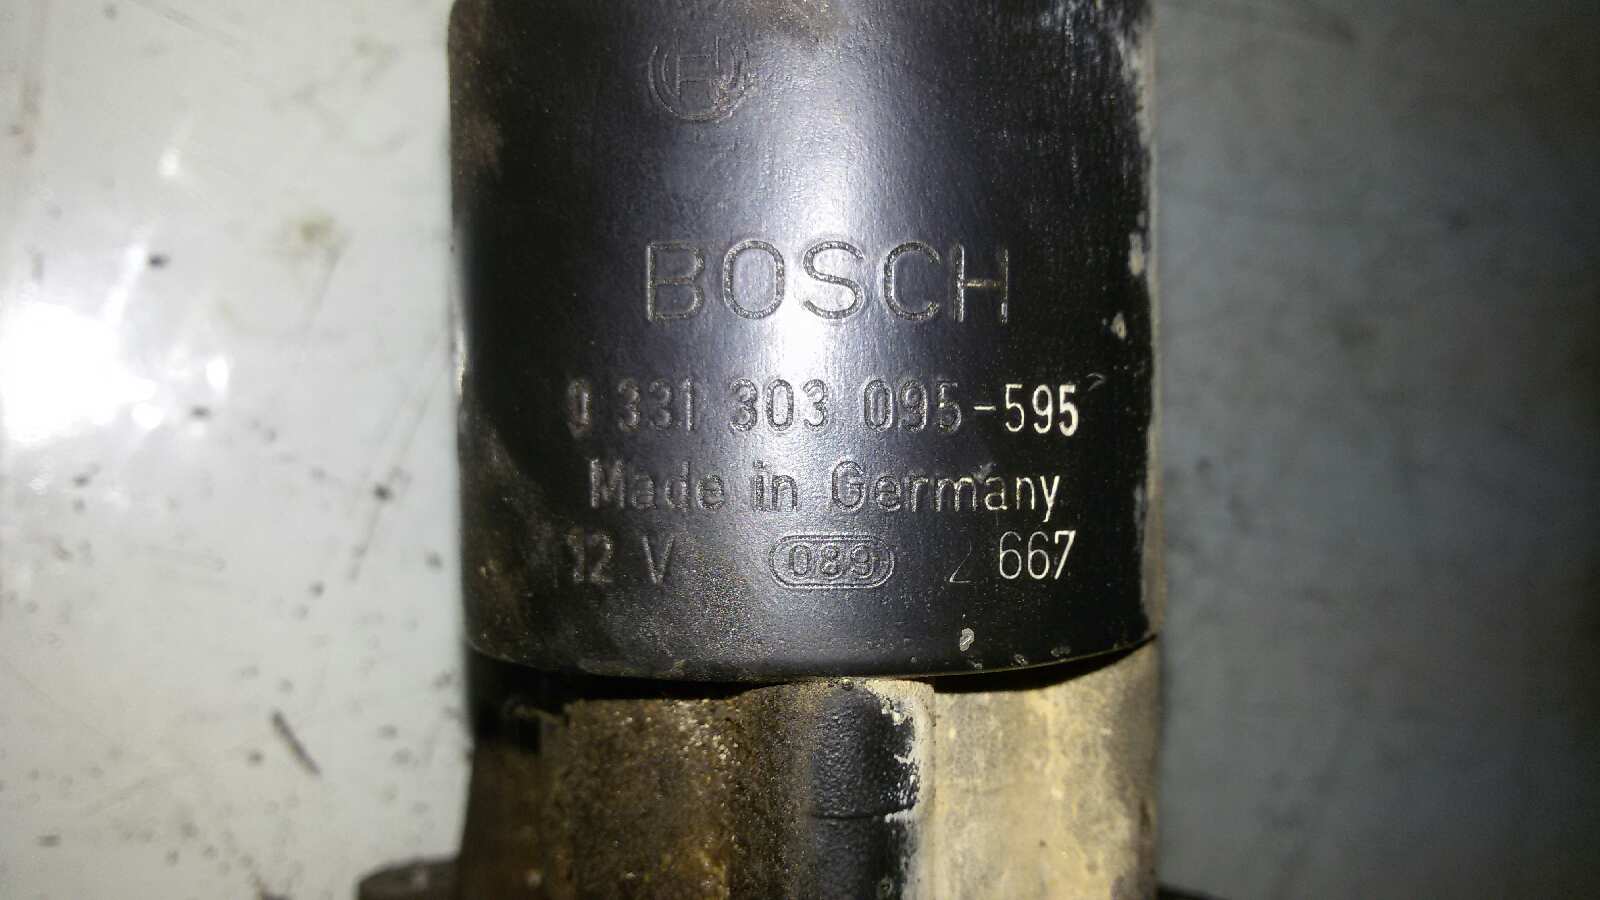 BOSCH
0 331 303 095-595
Made in Germany
12 V 089 2 667